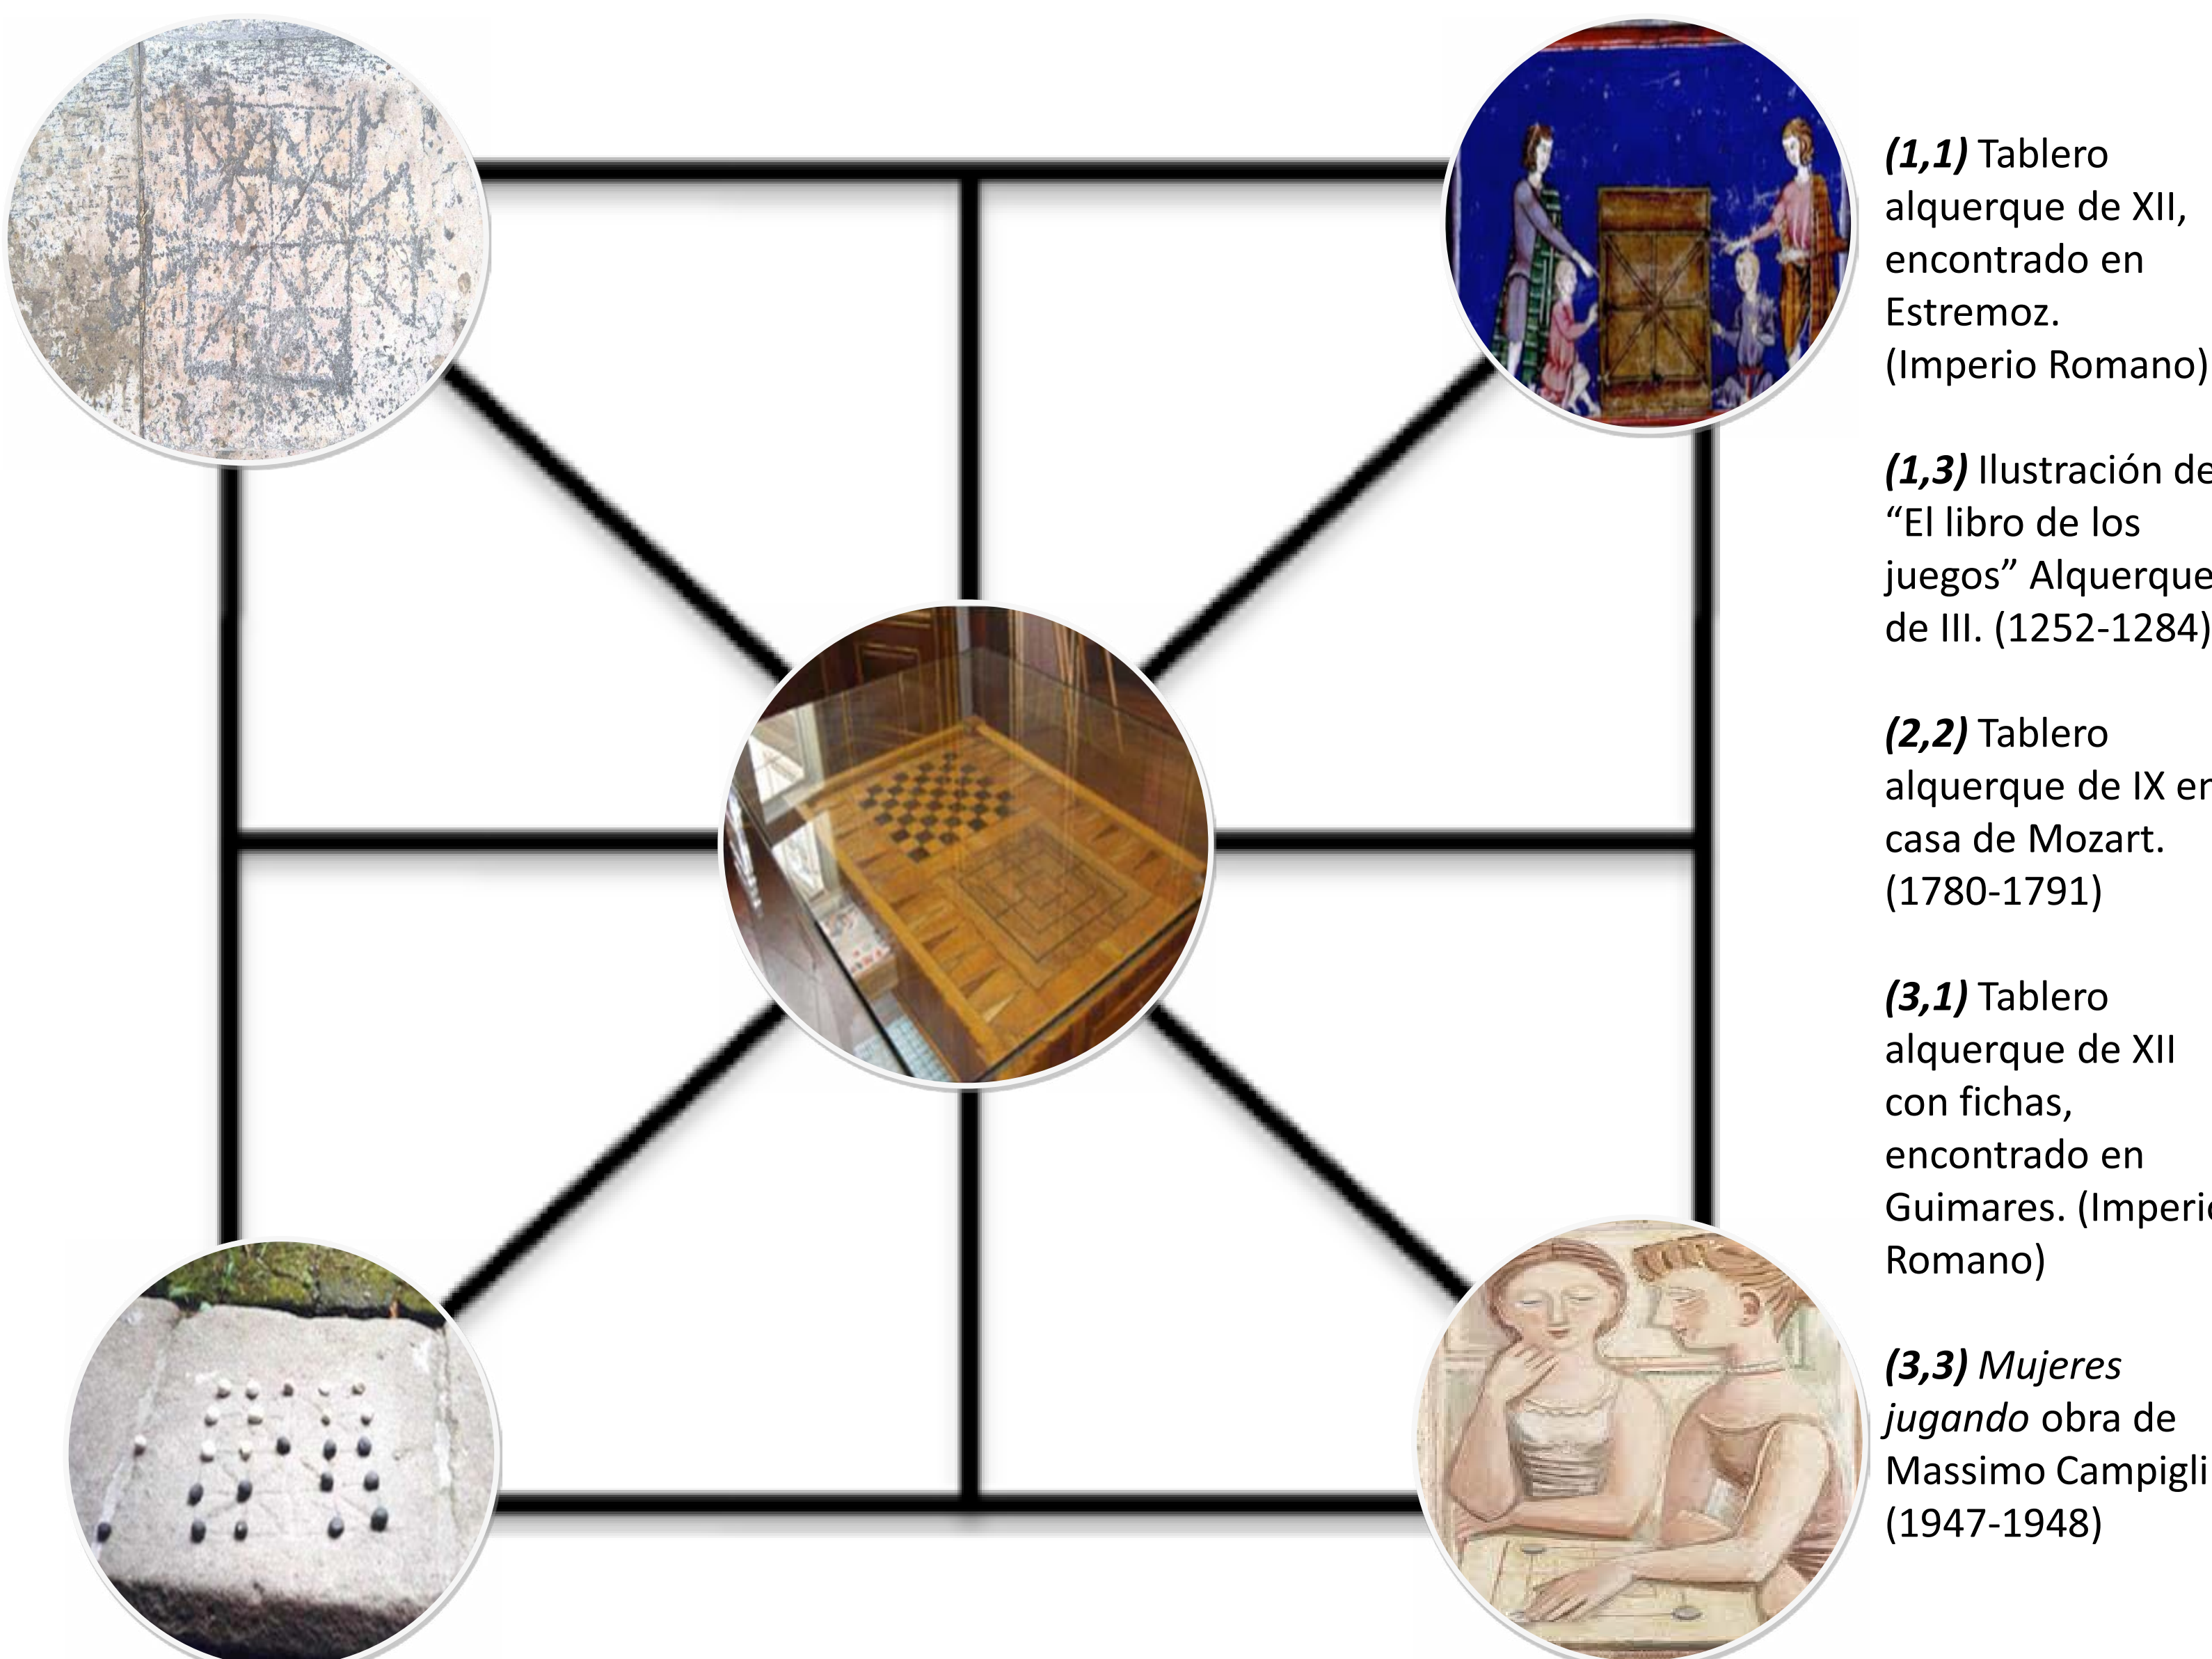 (1,1) Tablero
alquerque de XII,
encontrado en
Estremoz.
(Imperio Romano)
(1,3) Ilustración de
“El libro de los
juegos” Alquerque
de III. (1252-1284)
(2,2) Tablero
alquerque de IX en
casa de Mozart.
(1780-1791)
(3,1) Tablero
alquerque de XII
con fichas,
encontrado en
Guimares. (Imperio
Romano)
(3,3) Mujeres
jugando obra de
Massimo Campigli
(1947-1948)